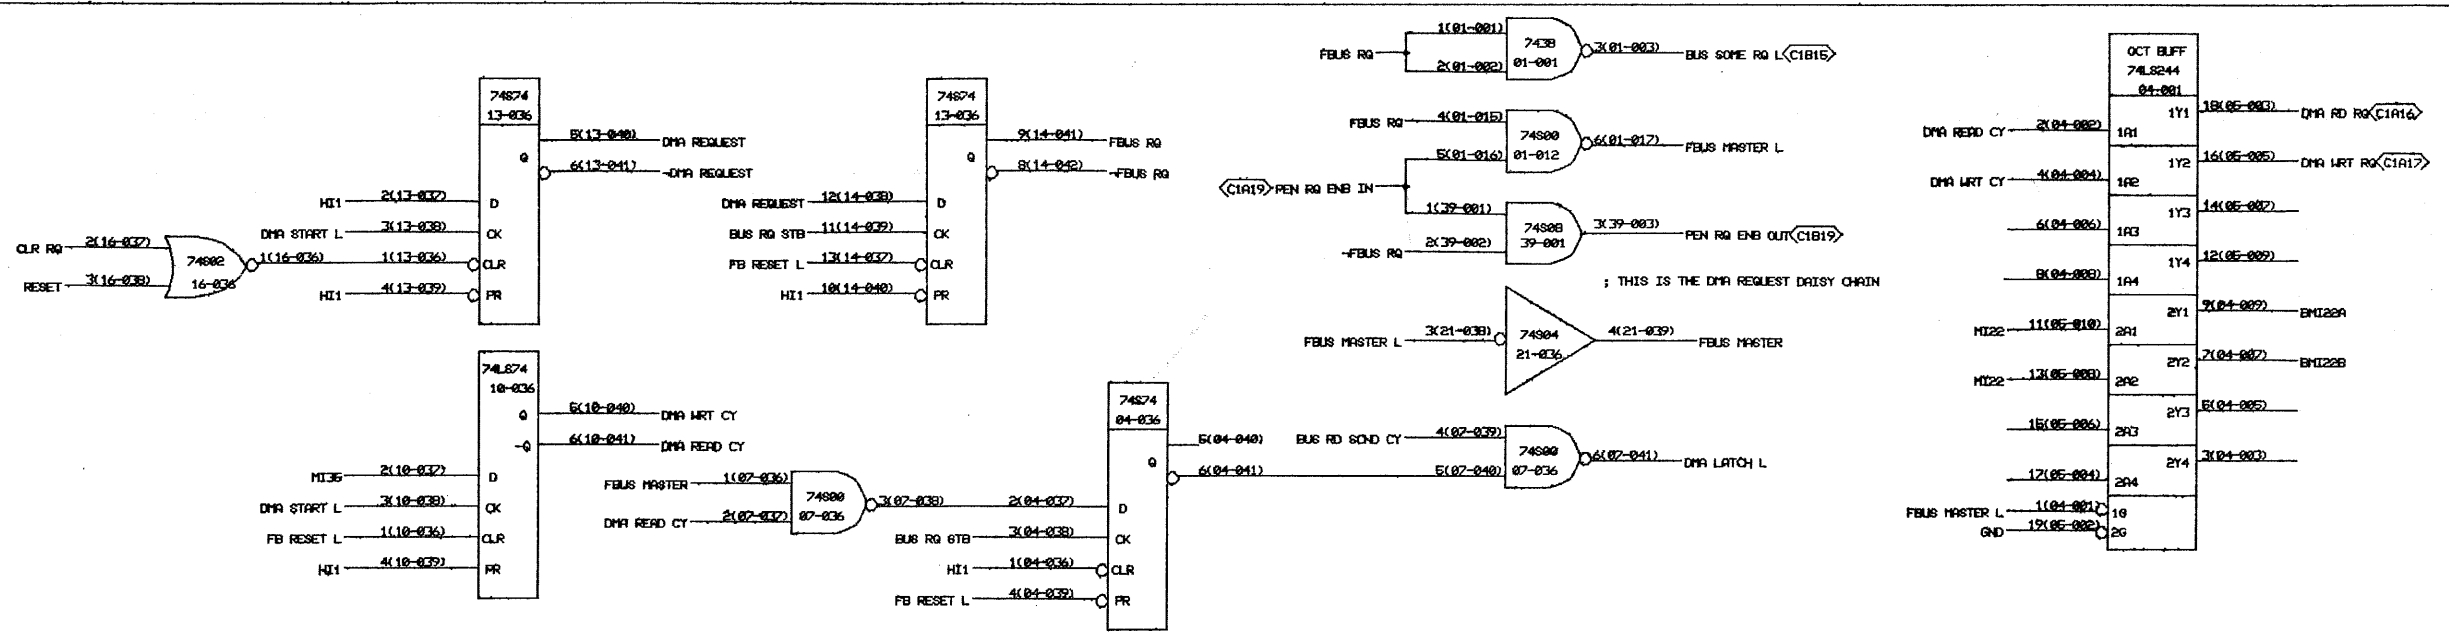 74S74
13-036
Q
D
CK
CLR
PR
5(13-040) DMA REQUEST
6(13-041) ¬DMA REQUEST
HI1 2(13-037)
DMA START L 3(13-038)
CLR RQ 2(16-037)
RESET 3(16-038)
74S02
16-036
1(16-036) 1(13-036)
HI1 4(13-039)
74S74
13-036
Q
D
CK
CLR
PR
9(14-041) FBUS RQ
8(14-042) ¬FBUS RQ
DMA REQUEST 12(14-038)
BUS RQ STB 11(14-039)
FB RESET L 13(14-037)
HI1 10(14-040)
FBUS RQ
1(01-001)
2(01-002)
7438
01-001
3(01-003) BUS SOME RQ L <C1B15>
FBUS RQ 4(01-015)
5(01-016)
74S00
01-012
6(01-017) FBUS MASTER L
<C1A19> PEN RQ ENB IN
1(39-001)
¬FBUS RQ 2(39-002)
74S08
39-001
3(39-003) PEN RQ ENB OUT <C1B19>
; THIS IS THE DMA REQUEST DAISY CHAIN
FBUS MASTER L 3(21-038)
74S04
21-036
4(21-039) FBUS MASTER
74LS74
10-036
Q
¬Q
D
CK
CLR
PR
5(10-040) DMA WRT CY
6(10-041) DMA READ CY
MI35 2(10-037)
DMA START L 3(10-038)
FB RESET L 1(10-036)
HI1 4(10-039)
FBUS MASTER 1(07-036)
DMA READ CY 2(07-037)
74S00
07-036
3(07-038) 2(04-037)
BUS RQ STB 3(04-038)
HI1 1(04-036)
FB RESET L 4(04-039)
74S74
04-036
Q
D
CK
CLR
PR
5(04-040)
6(04-041) 5(07-040)
BUS RD SCND CY 4(07-039)
74S00
07-036
6(07-041) DMA LATCH L
OCT BUFF
74LS244
04-001
DMA READ CY 2(04-002) 1A1
1Y1 18(05-003) DMA RD RQ <C1A16>
DMA WRT CY 4(04-004) 1A2
1Y2 16(05-005) DMA WRT RQ <C1A17>
6(04-006) 1A3
1Y3 14(05-007)
8(04-008) 1A4
1Y4 12(05-009)
MI22 11(05-010) 2A1
2Y1 9(04-009) BMI22A
MI22 13(05-008) 2A2
2Y2 7(04-007) BMI22B
15(05-006) 2A3
2Y3 5(04-005)
17(05-004) 2A4
2Y4 3(04-003)
FBUS MASTER L 1(04-001) 1G
GND 19(05-002) 2G